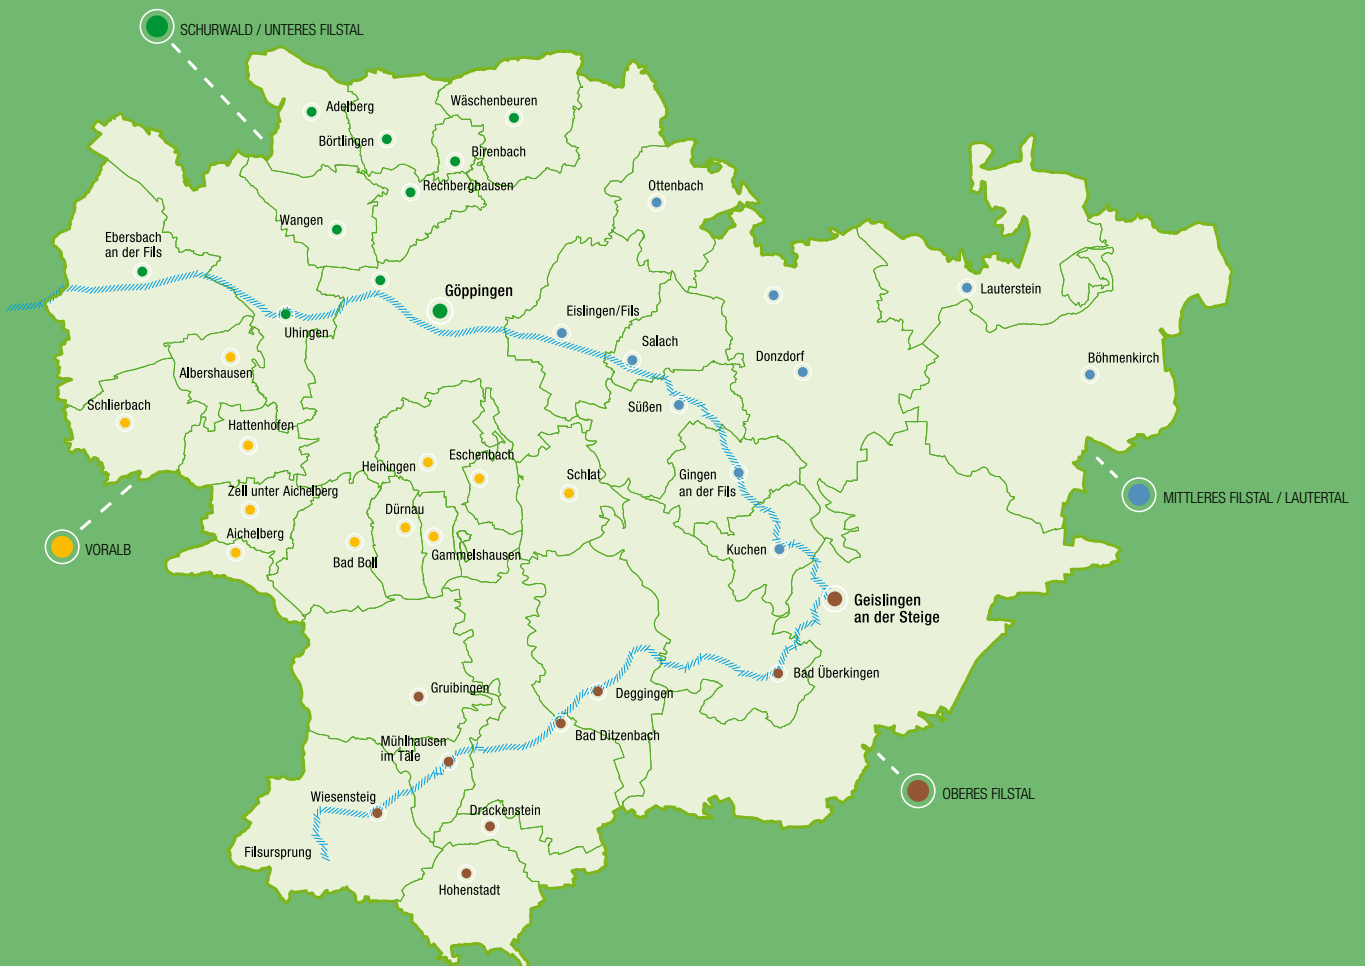 SCHURWALD / UNTERES FILSTAL
Adelberg
Wäschenbeuren
Börtlingen
Birenbach
Rechberghausen
Ottenbach
Wangen
Ebersbach
an der Fils
Göppingen
Lauterstein
Eislingen/Fils
Uhingen
Salach
Donzdorf
Böhmenkirch
Albershausen
Schlierbach
Süßen
Hattenhofen
Eschenbach
Heiningen
Schlat
Gingen
an der Fils
Zell unter Aichelberg
MITTLERES FILSTAL / LAUTERTAL
Dürnau
Aichelberg
VORALB
Gammelshausen
Bad Boll
Kuchen
Geislingen
an der Steige
Bad Überkingen
Gruibingen
Deggingen
Bad Ditzenbach
Mühlhausen
im Täle
OBERES FILSTAL
Wiesensteig
Drackenstein
Filsursprung
Hohenstadt